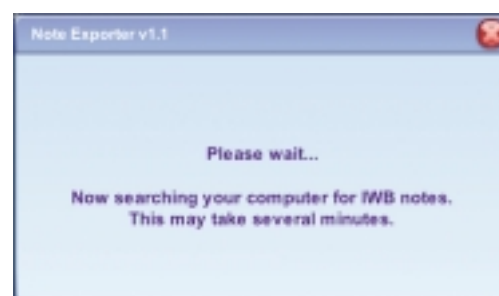 Note Exporter v1.1
Please wait...
Now searching your computer for IWB notes.
This may take several minutes.